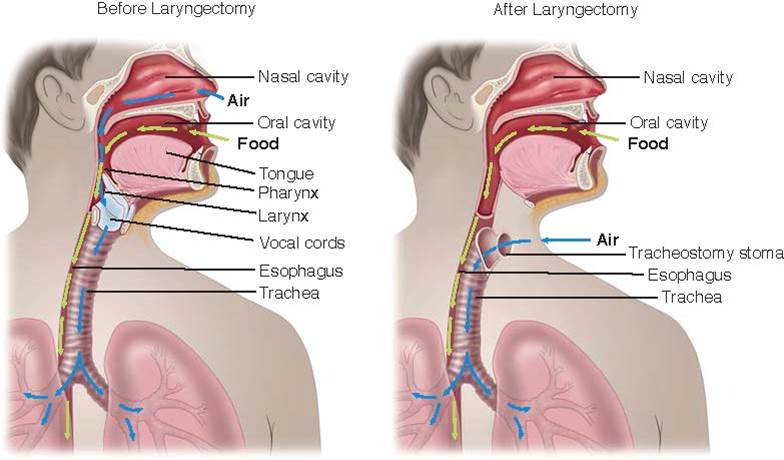 Before Laryngectomy
Nasal cavity
Air
Oral cavity
Food
Tongue
Pharynx
Larynx
Vocal cords
Esophagus
Trachea
After Laryngectomy
Nasal cavity
Oral cavity
Food
Air
Tracheostomy stoma
Esophagus
Trachea